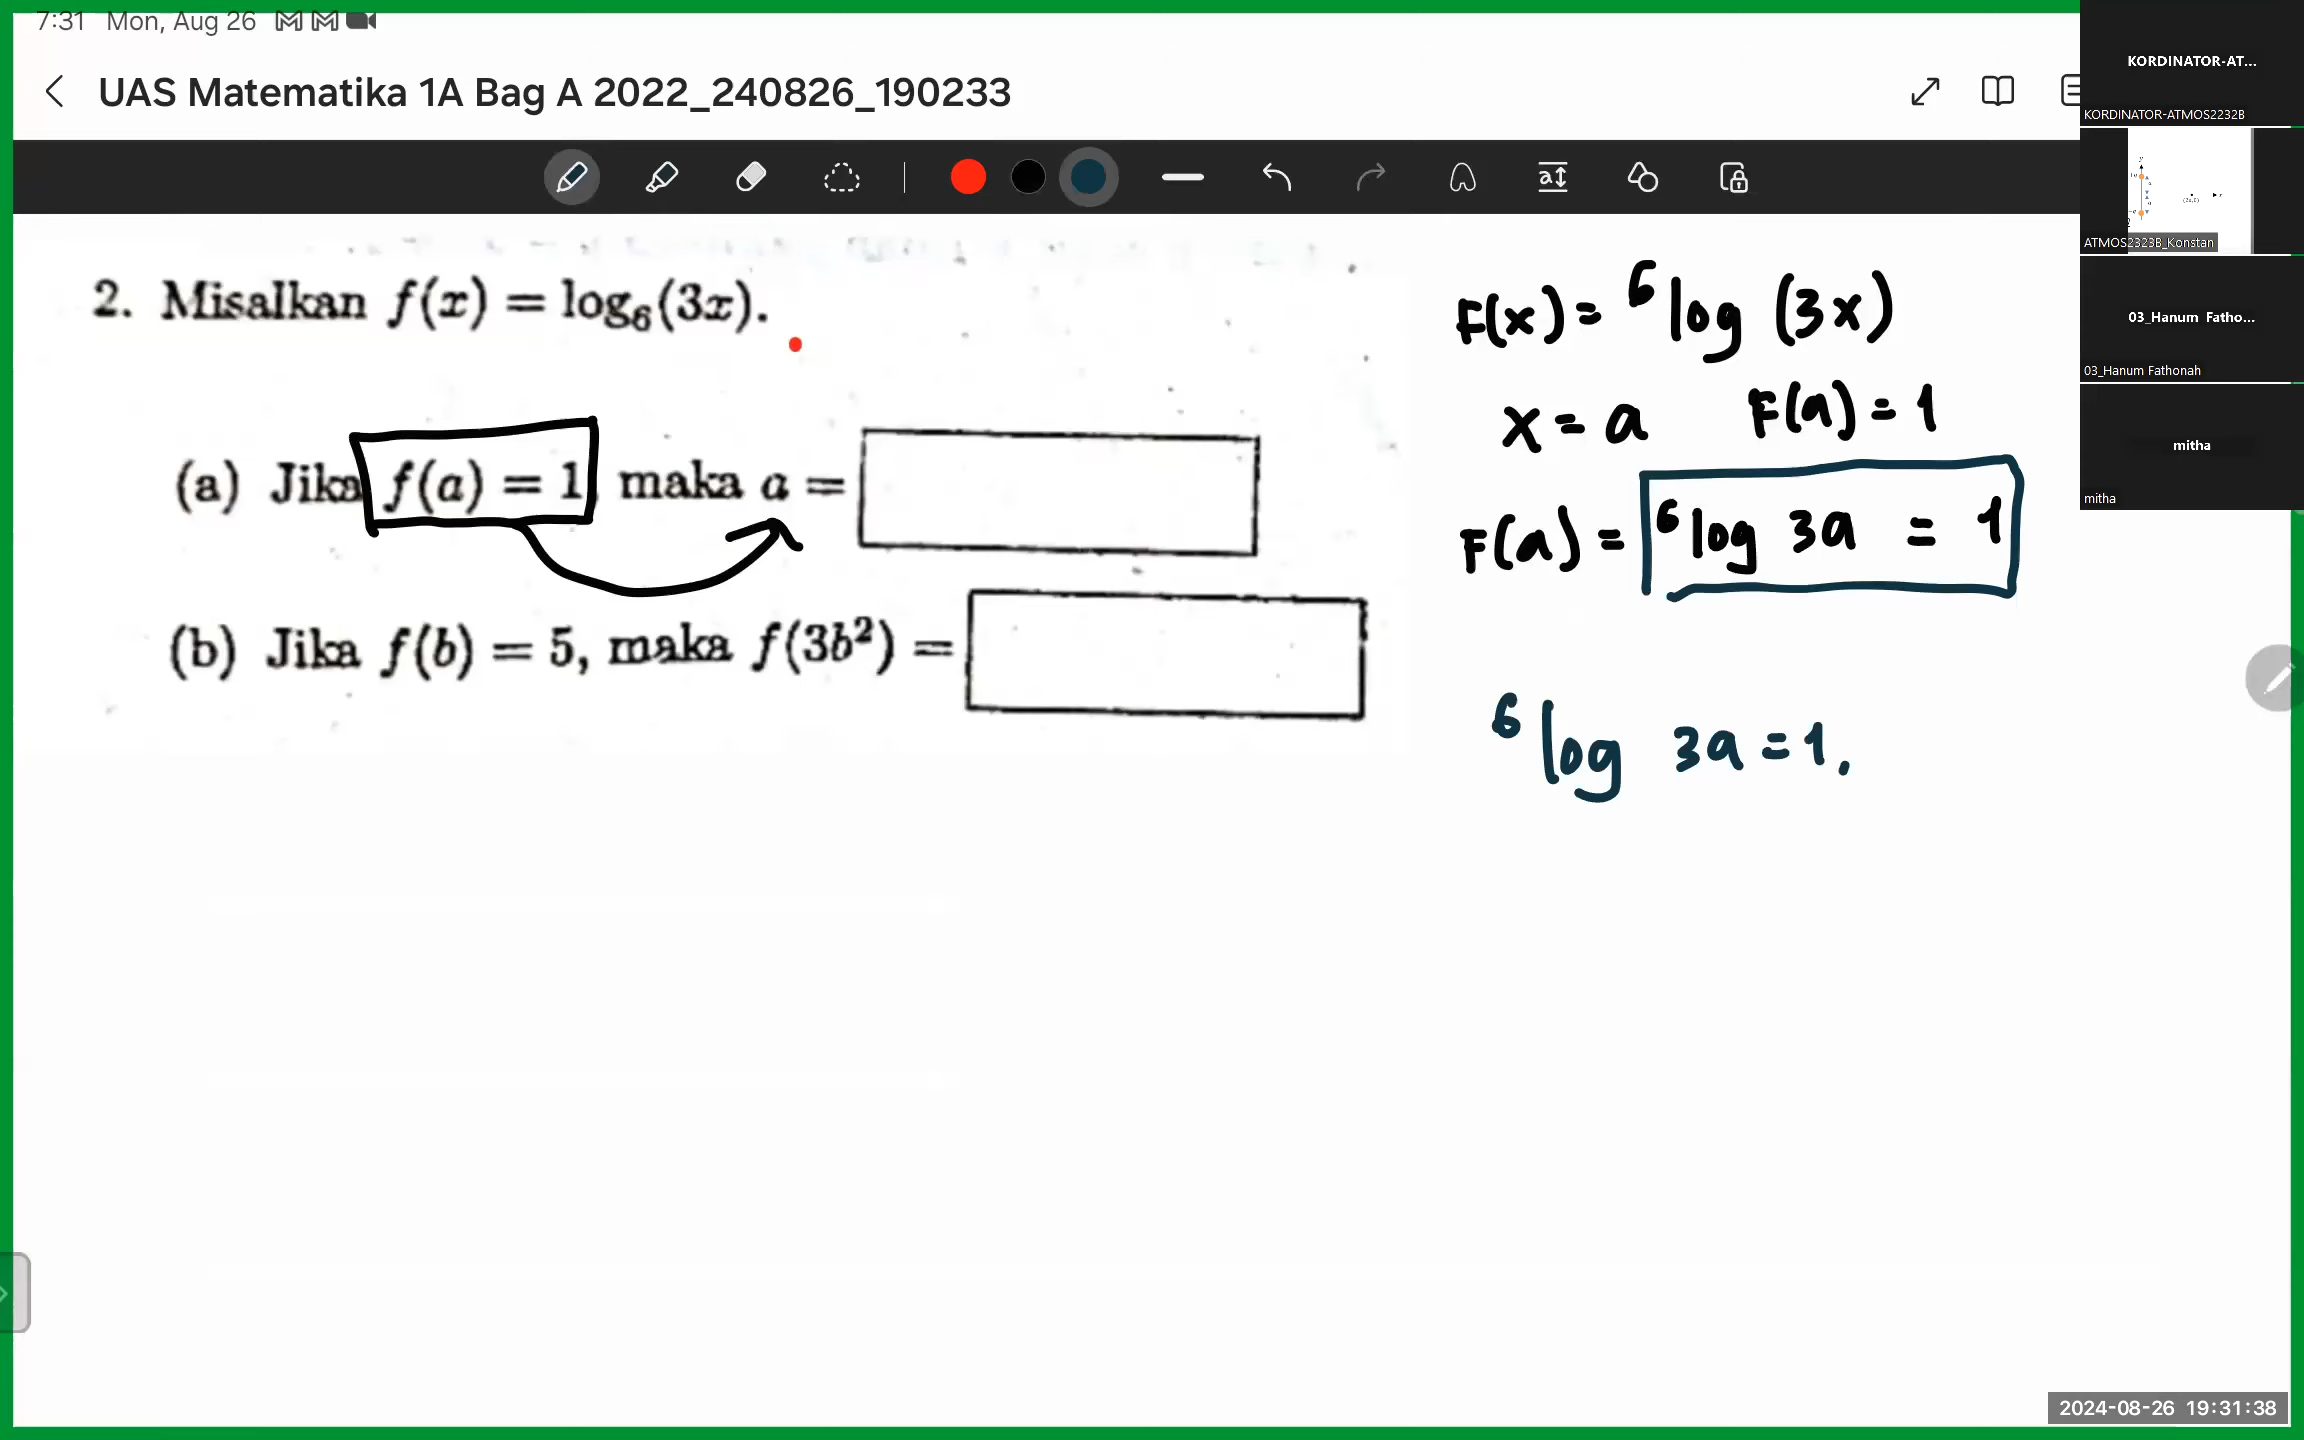 7:31 Mon, Aug 26
UAS Matematika 1A Bag A 2022_240826_190233
2. Misalkan f(x) = log₆(3x).
(a) Jika f(a) = 1 maka a =
(b) Jika f(b) = 5, maka f(3b²) =
F(x) = ⁶log (3x)
x = a F(a) = 1
F(a) = ⁶log 3a = 1
⁶log 3a = 1.
KORDINATOR-AT...
KORDINATOR-ATMOS2232B
ATMOS2323B_Konstan
03_Hanum Fatho...
03_Hanum Fathonah
mitha
mitha
2024-08-26 19:31:38